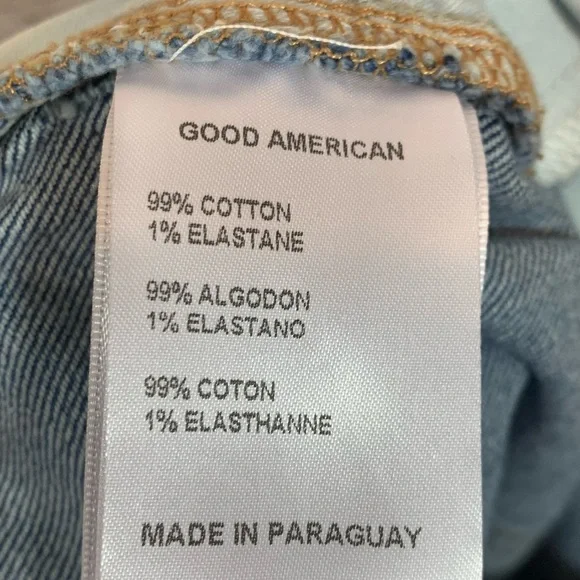 GOOD AMERICAN
99% COTTON
1% ELASTANE
99% ALGODON
1% ELASTANO
99% COTON
1% ELASTHANNE
MADE IN PARAGUAY